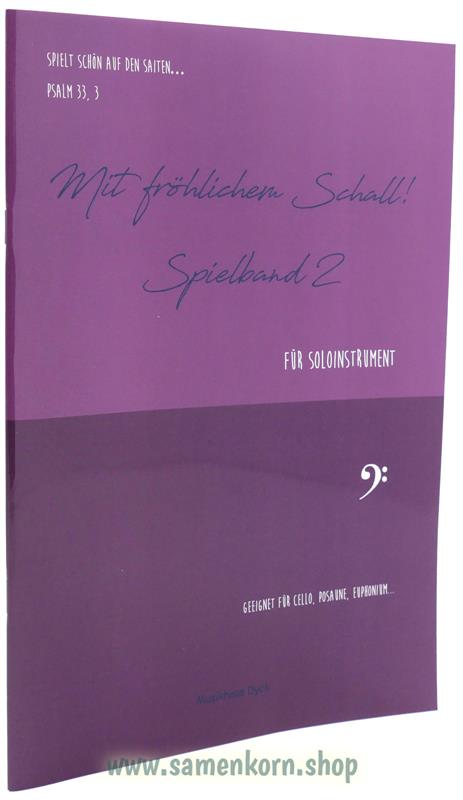 SPIELT SCHÖN AUF DEN SAITEN...
PSALM 33, 3
Mit fröhlichem Schall!
Spielband 2
FÜR SOLOINSTRUMENT
GEEIGNET FÜR CELLO, POSAUNE, EUPHONIUM...
Musikhaus Dyck
www.samenkorn.shop